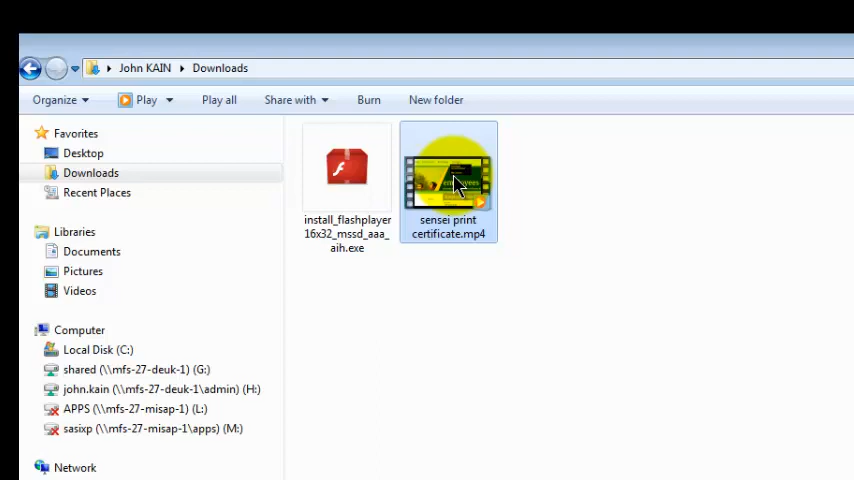 John KAIN ▸ Downloads
Organize Play Play all Share with Burn New folder
Favorites
Desktop
Downloads
Recent Places
Libraries
Documents
Pictures
Videos
Computer
Local Disk (C:)
shared (\\mfs-27-deuk-1) (G:)
john.kain (\\mfs-27-deuk-1\admin) (H:)
APPS (\\mfs-27-misap-1) (L:)
sasixp (\\mfs-27-misap-1\apps) (M:)
Network
install_flashplayer
16x32_mssd_aaa_
aih.exe
employees
sensei print
certificate.mp4